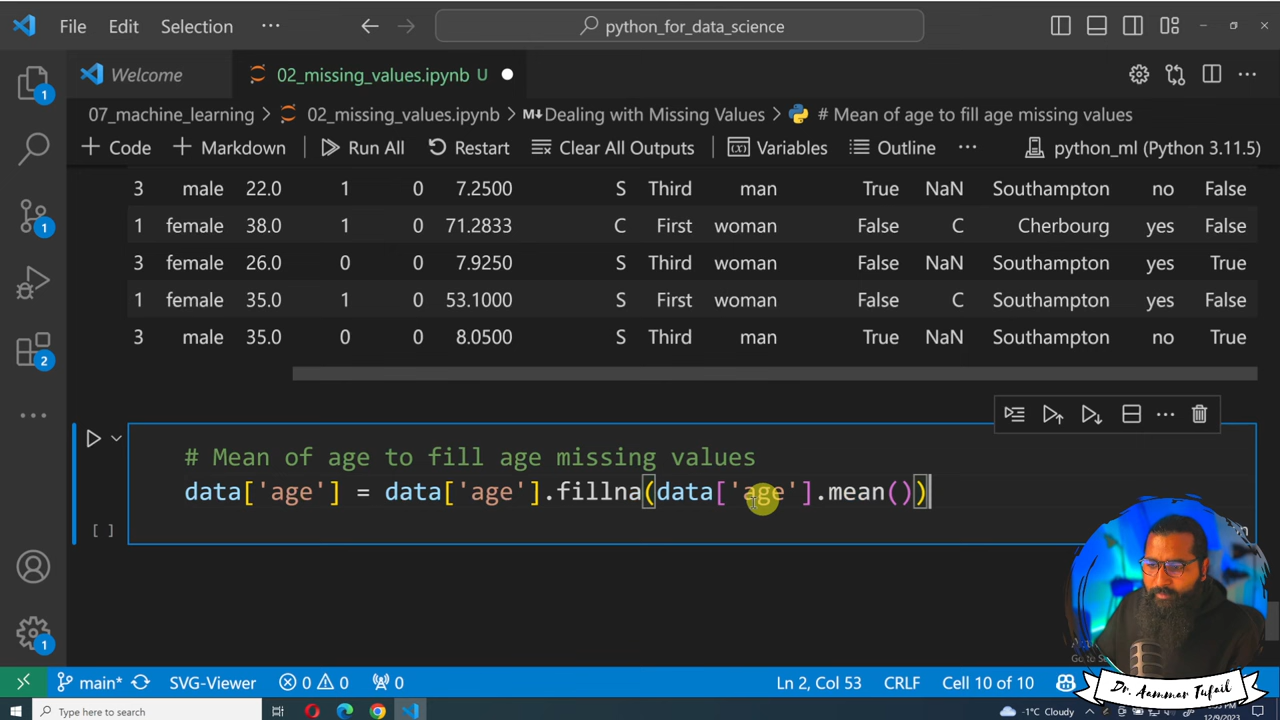 File Edit Selection ··· python_for_data_science
Welcome 02_missing_values.ipynb U
07_machine_learning > 02_missing_values.ipynb > Dealing with Missing Values > # Mean of age to fill age missing values
+ Code + Markdown Run All Restart Clear All Outputs Variables Outline ··· python_ml (Python 3.11.5)
3 male 22.0 1 0 7.2500 S Third man True NaN Southampton no False
1 female 38.0 1 0 71.2833 C First woman False C Cherbourg yes False
3 female 26.0 0 0 7.9250 S Third woman False NaN Southampton yes True
1 female 35.0 1 0 53.1000 S First woman False C Southampton yes False
3 male 35.0 0 0 8.0500 S Third man True NaN Southampton no True
# Mean of age to fill age missing values
data['age'] = data['age'].fillna(data['age'].mean())
[ ]
1
1
2
1
main* SVG-Viewer 0 0 0 Ln 2, Col 53 CRLF Cell 10 of 10
Dr. Aammar Tufail
Type here to search -1°C Cloudy 12/9/2023